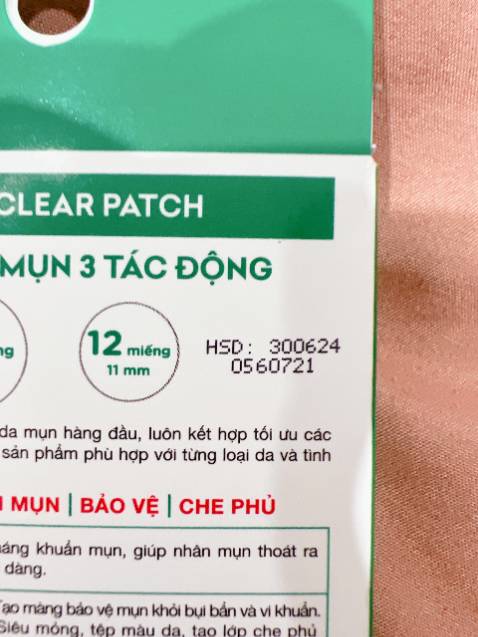 CLEAR PATCH
MỤN 3 TÁC ĐỘNG
12 miếng
11 mm
HSD: 300624
0560721
da mụn hàng đầu, luôn kết hợp tối ưu các
sản phẩm phù hợp với từng loại da và tình
MỤN | BẢO VỆ | CHE PHỦ
khuẩn mụn, giúp nhân mụn thoát ra
dàng.
Tạo màng bảo vệ mụn khỏi bụi bẩn và vi khuẩn.
Siêu mỏng, tệp màu da, tạo lớp che phủ